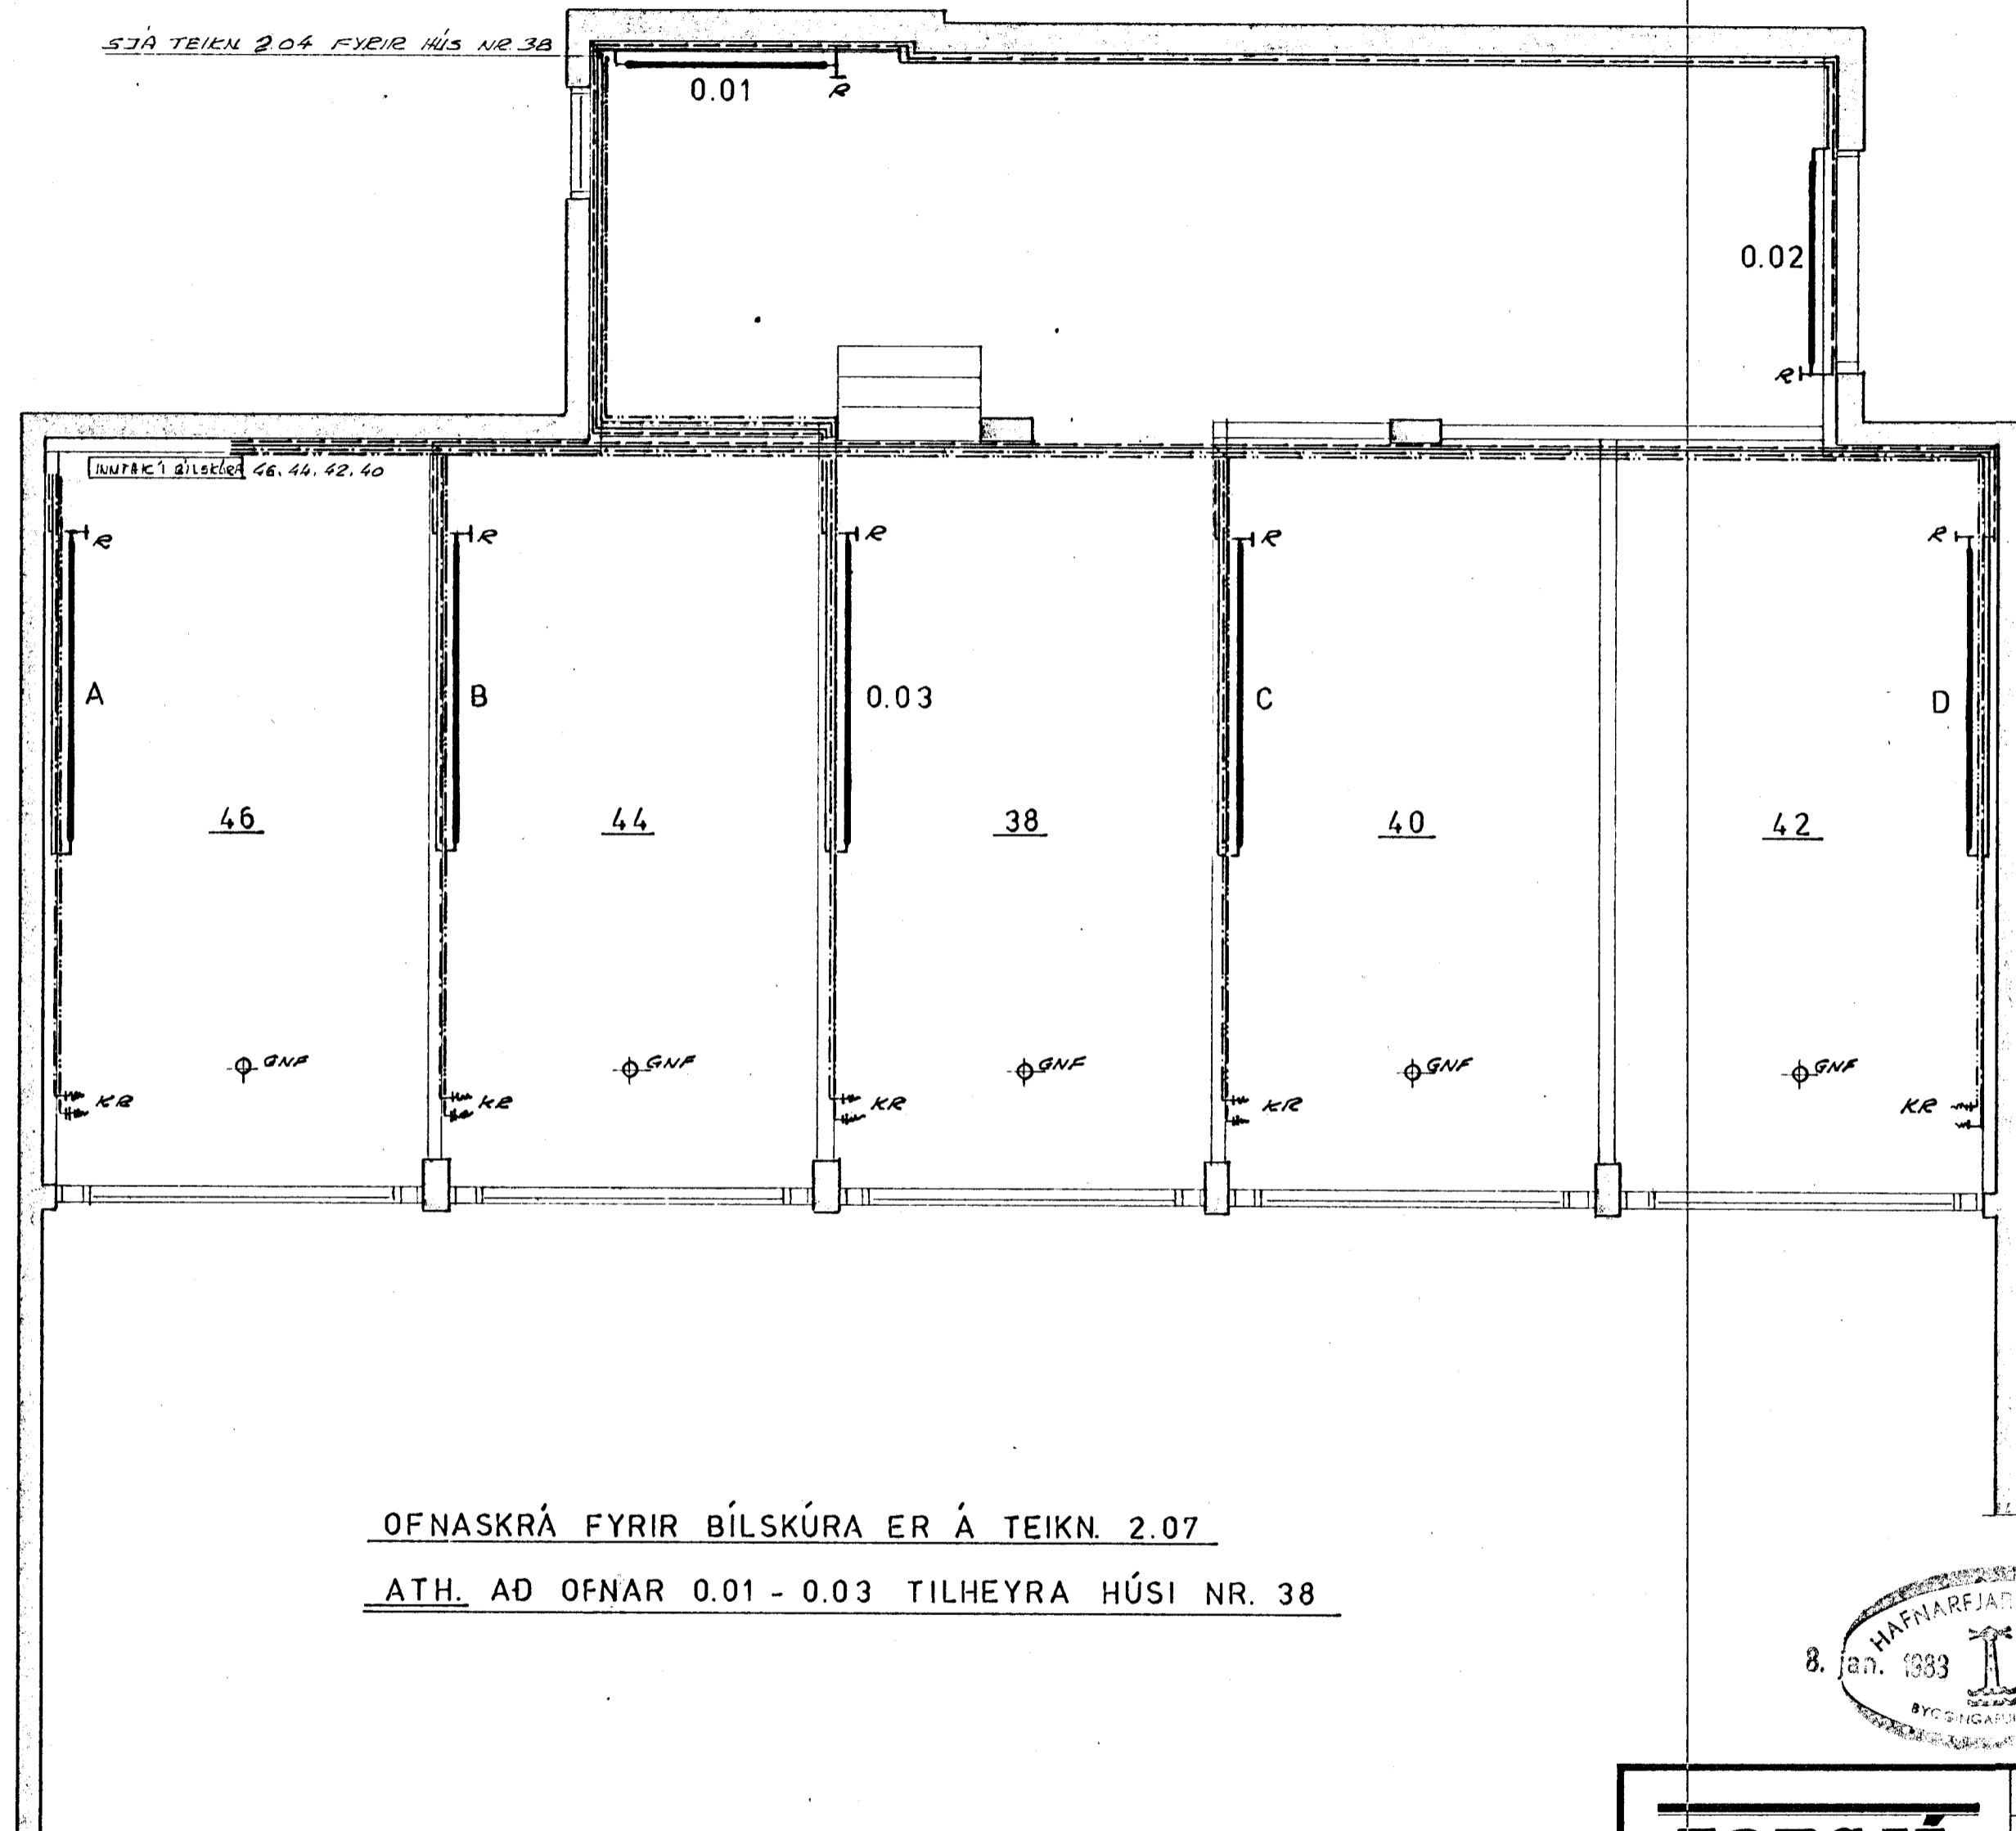 SJÁ TEIKN 2.04 FYRIR HÚS NR 38
0.01
R
0.02
R
INNTAK Í BÍLSKÚRA 46. 44. 42. 40
R
R
R
R
R
A
B
0.03
C
D
46
44
38
40
42
GNF
GNF
GNF
GNF
GNF
KR
KR
KR
KR
KR
OFNASKRÁ FYRIR BÍLSKÚRA ER Á TEIKN. 2.07
ATH. AÐ OFNAR 0.01 - 0.03 TILHEYRA HÚSI NR. 38
HAFNARFJAR
8. jan. 1983